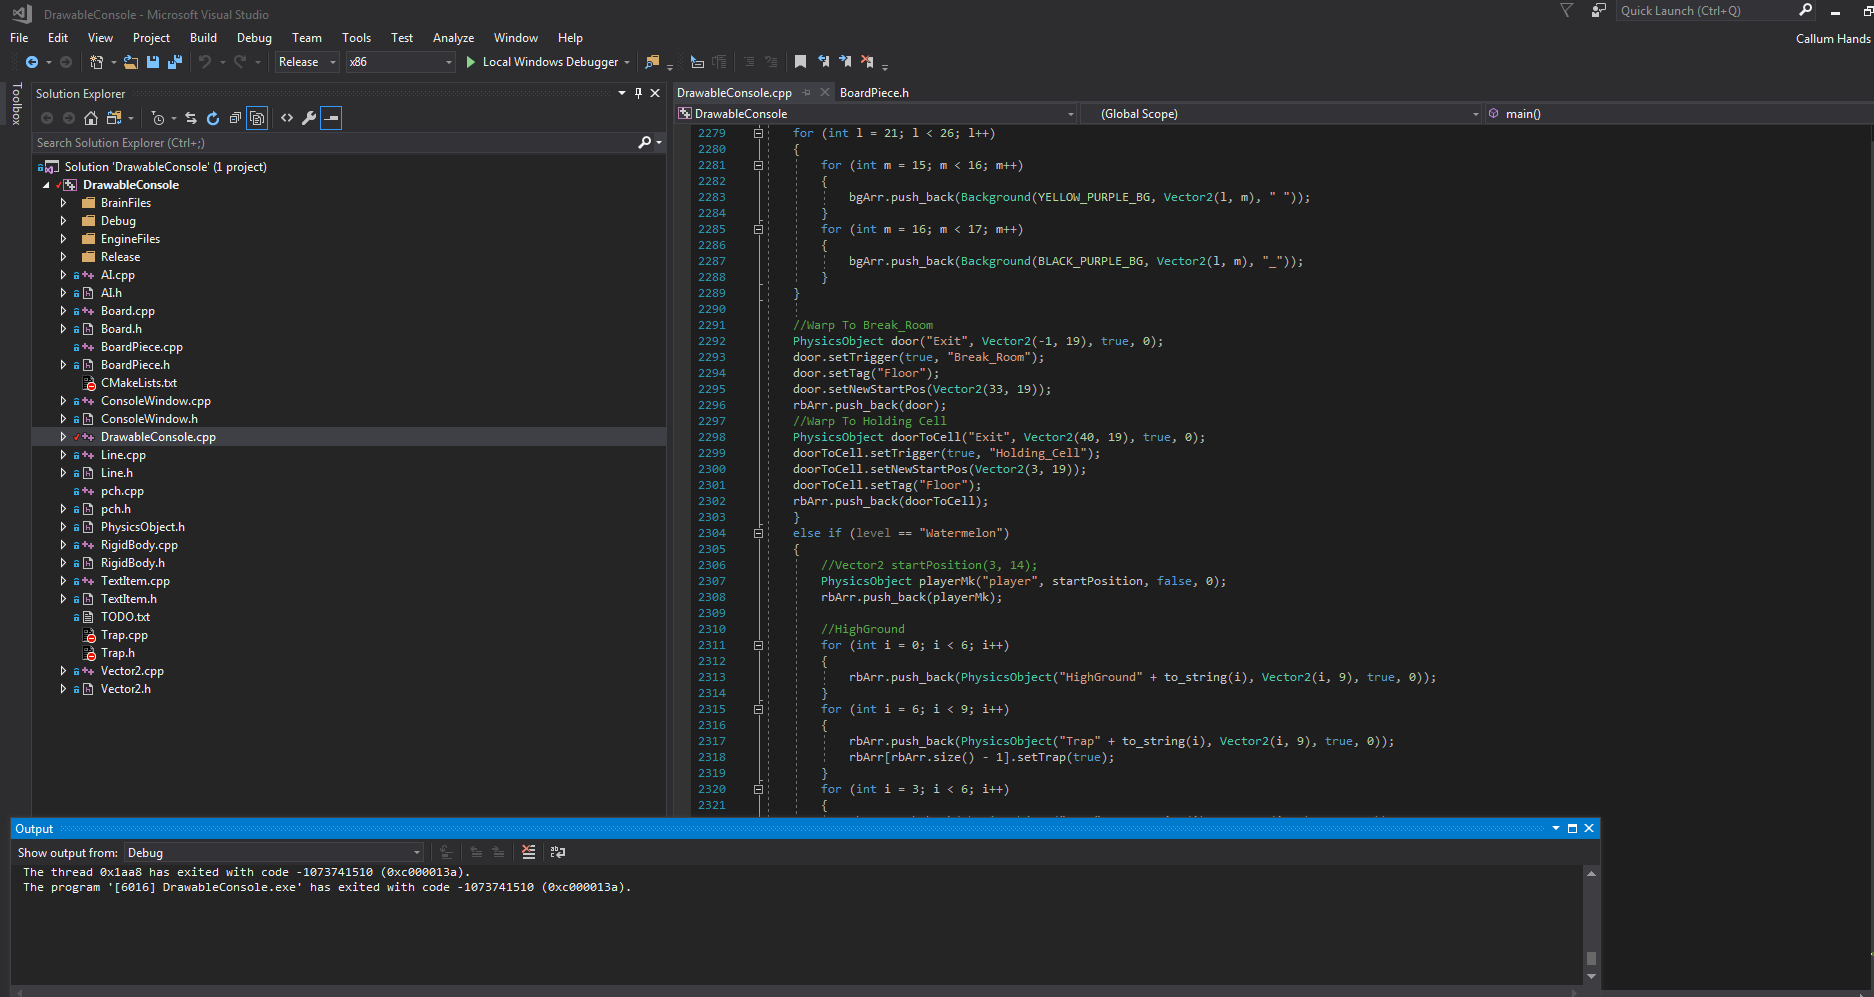 DrawableConsole - Microsoft Visual Studio
Quick Launch (Ctrl+Q)
File Edit View Project Build Debug Team Tools Test Analyze Window Help
Callum Hands
Release x86 Local Windows Debugger
Toolbox
Solution Explorer
Search Solution Explorer (Ctrl+;)
Solution 'DrawableConsole' (1 project)
DrawableConsole
BrainFiles
Debug
EngineFiles
Release
AI.cpp
AI.h
Board.cpp
Board.h
BoardPiece.cpp
BoardPiece.h
CMakeLists.txt
ConsoleWindow.cpp
ConsoleWindow.h
DrawableConsole.cpp
Line.cpp
Line.h
pch.cpp
pch.h
PhysicsObject.h
RigidBody.cpp
RigidBody.h
TextItem.cpp
TextItem.h
TODO.txt
Trap.cpp
Trap.h
Vector2.cpp
Vector2.h
DrawableConsole.cpp BoardPiece.h
DrawableConsole (Global Scope) main()
2279 for (int l = 21; l < 26; l++)
2280 {
2281 for (int m = 15; m < 16; m++)
2282 {
2283 bgArr.push_back(Background(YELLOW_PURPLE_BG, Vector2(l, m), " "));
2284 }
2285 for (int m = 16; m < 17; m++)
2286 {
2287 bgArr.push_back(Background(BLACK_PURPLE_BG, Vector2(l, m), "_"));
2288 }
2289 }
2290
2291 //Warp To Break_Room
2292 PhysicsObject door("Exit", Vector2(-1, 19), true, 0);
2293 door.setTrigger(true, "Break_Room");
2294 door.setTag("Floor");
2295 door.setNewStartPos(Vector2(33, 19));
2296 rbArr.push_back(door);
2297 //Warp To Holding Cell
2298 PhysicsObject doorToCell("Exit", Vector2(40, 19), true, 0);
2299 doorToCell.setTrigger(true, "Holding_Cell");
2300 doorToCell.setNewStartPos(Vector2(3, 19));
2301 doorToCell.setTag("Floor");
2302 rbArr.push_back(doorToCell);
2303 }
2304 else if (level == "Watermelon")
2305 {
2306 //Vector2 startPosition(3, 14);
2307 PhysicsObject playerMk("player", startPosition, false, 0);
2308 rbArr.push_back(playerMk);
2309
2310 //HighGround
2311 for (int i = 0; i < 6; i++)
2312 {
2313 rbArr.push_back(PhysicsObject("HighGround" + to_string(i), Vector2(i, 9), true, 0));
2314 }
2315 for (int i = 6; i < 9; i++)
2316 {
2317 rbArr.push_back(PhysicsObject("Trap" + to_string(i), Vector2(i, 9), true, 0));
2318 rbArr[rbArr.size() - 1].setTrap(true);
2319 }
2320 for (int i = 3; i < 6; i++)
2321 {
Output
Show output from: Debug
The thread 0x1aa8 has exited with code -1073741510 (0xc000013a).
The program '[6016] DrawableConsole.exe' has exited with code -1073741510 (0xc000013a).